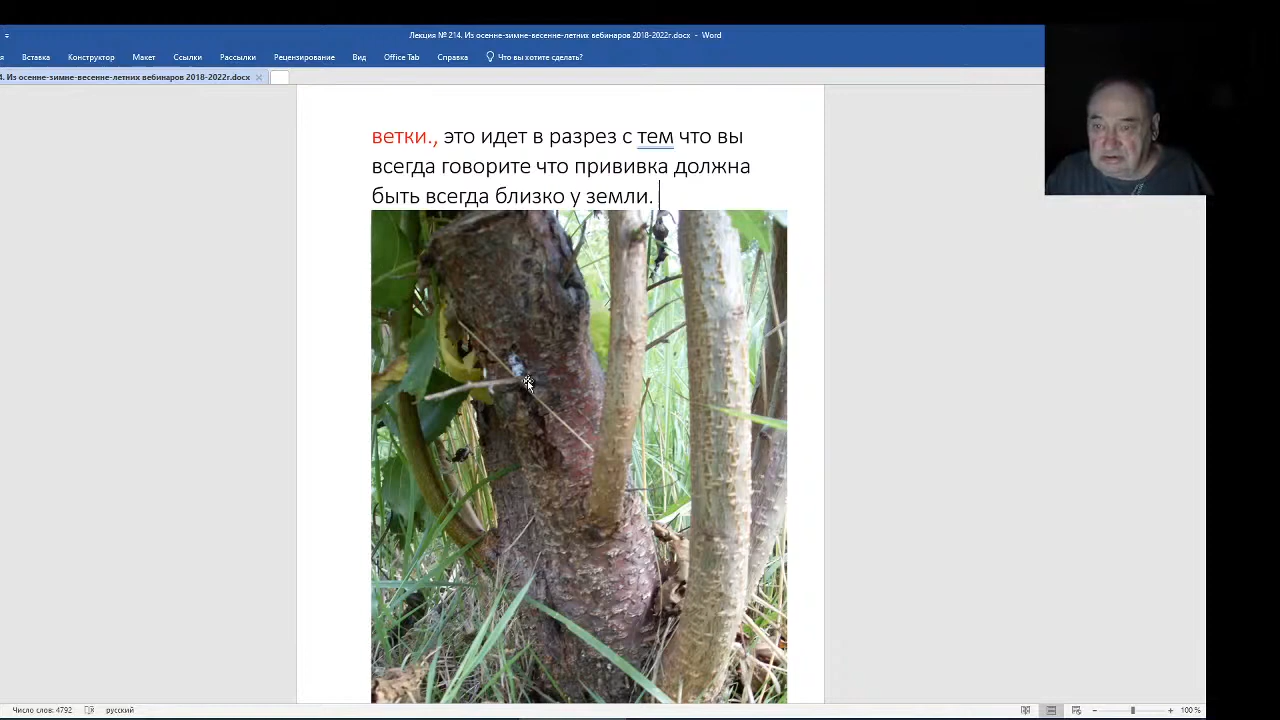 Лекция № 214. Из осенне-зимне-весенне-летних вебинаров 2018-2022г.docx - Word
я Вставка Конструктор Макет Ссылки Рассылки Рецензирование Вид Office Tab Справка Что вы хотите сделать?
4. Из осенне-зимне-весенне-летних вебинаров 2018-2022г.docx
ветки., это идет в разрез с тем что вы
всегда говорите что прививка должна
быть всегда близко у земли.
Число слов: 4792 русский 100 %